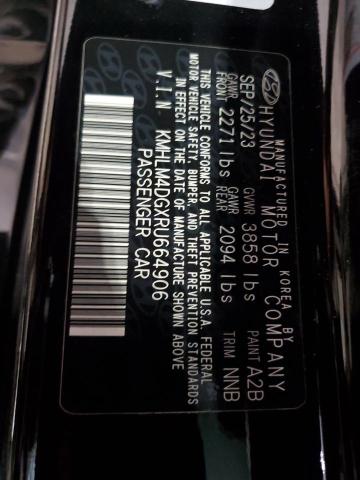 MANUFACTURED IN KOREA BY
HYUNDAI MOTOR COMPANY
SEP/25/23 GVWR 3858 lbs PAINT A2B
GAWR FRONT 2271 lbs GAWR REAR 2094 lbs TRIM NNB
THIS VEHICLE CONFORMS TO ALL APPLICABLE U.S.A. FEDERAL
MOTOR VEHICLE SAFETY, BUMPER, AND THEFT PREVENTION STANDARDS
IN EFFECT ON THE DATE OF MANUFACTURE SHOWN ABOVE
V.I.N- KMHLM4DGXRU664906
PASSENGER CAR